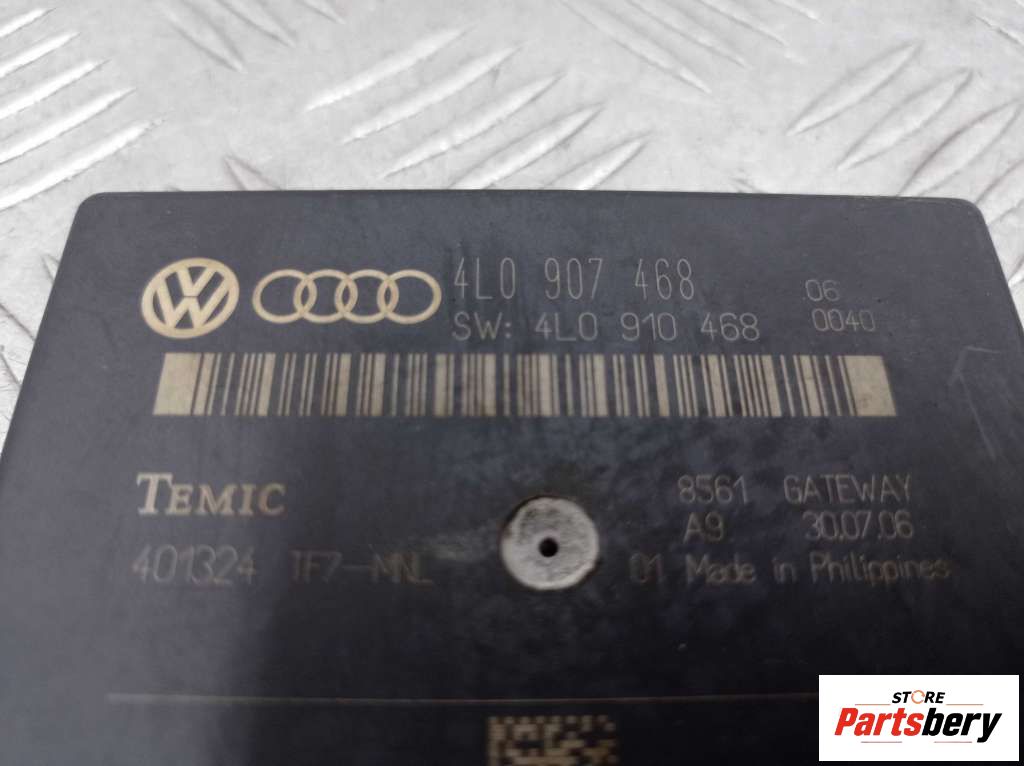 4L0 907 468 06
SW: 4L0 910 468 0040
TEMIC 8561 GATEWAY
A9 30.07.06
401324 TF7-MNL 01 Made in Philippines
STORE
Partsbery